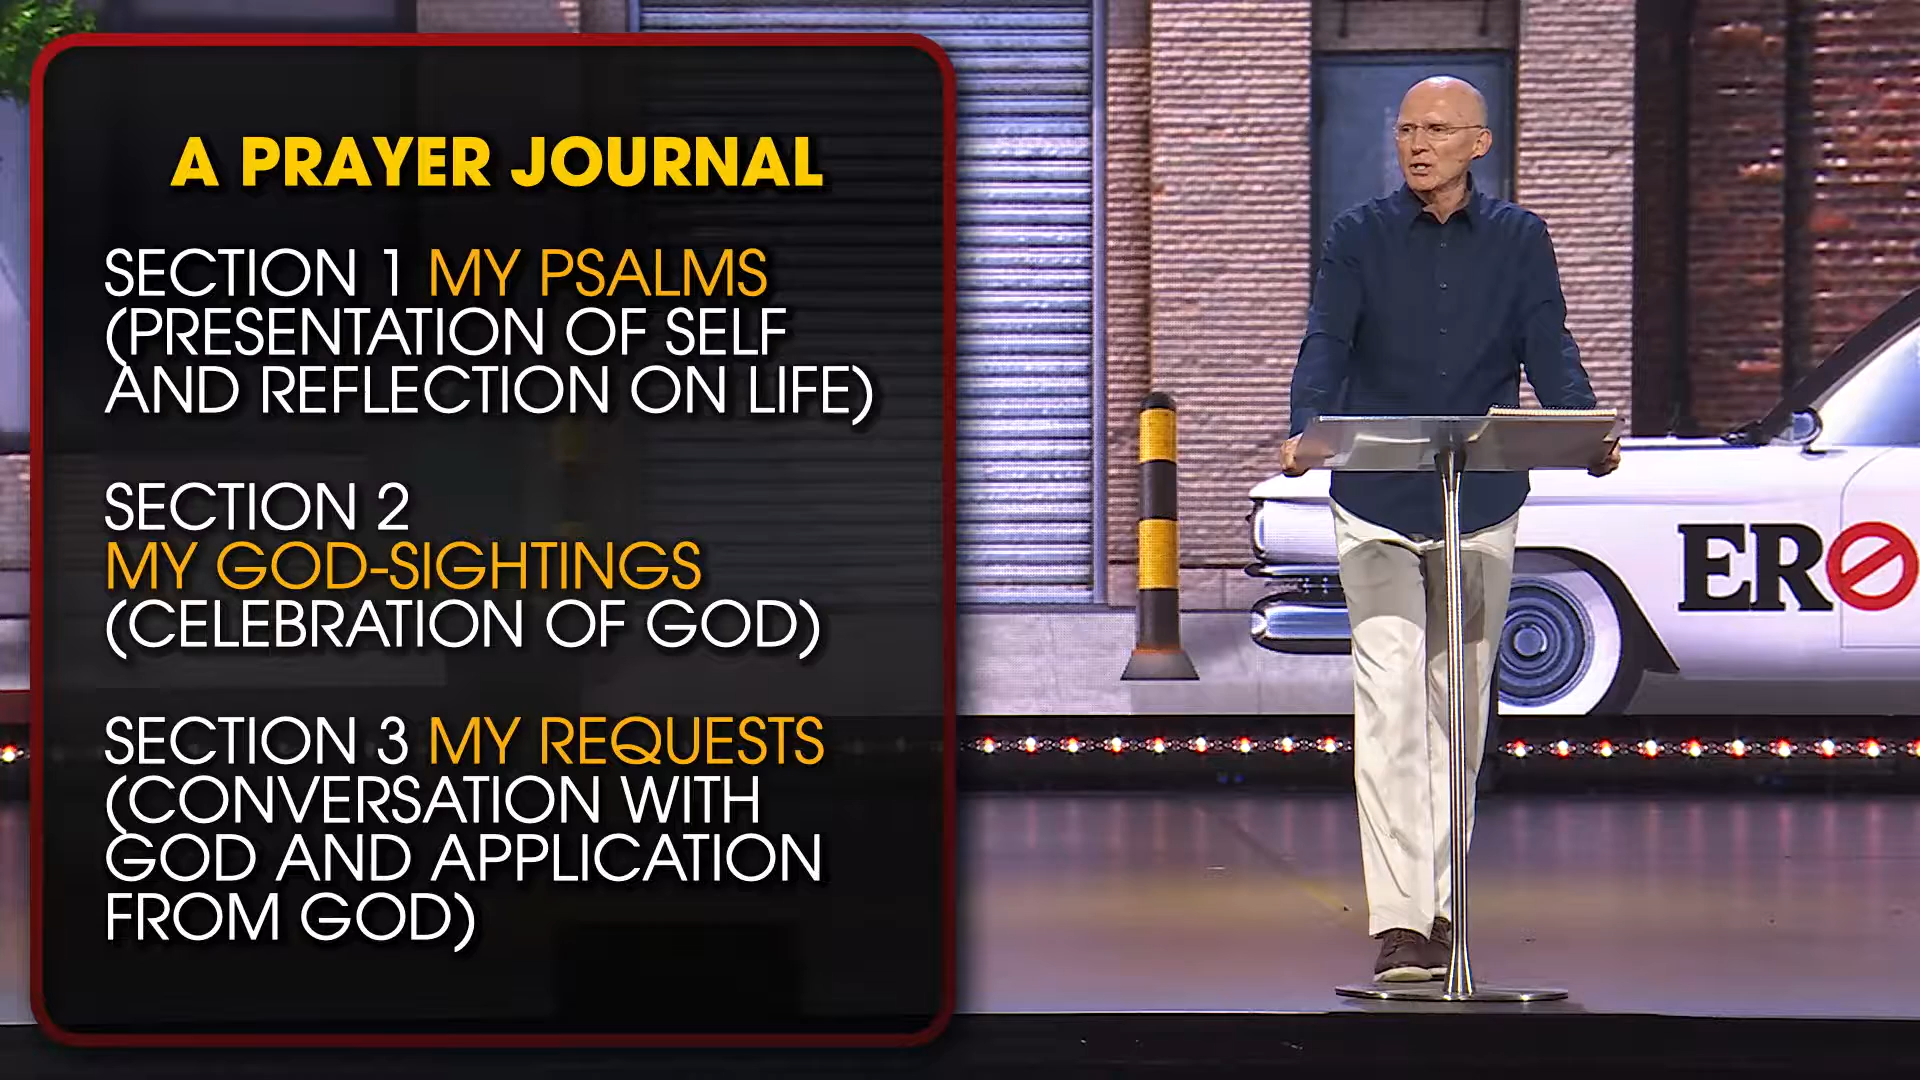 A PRAYER JOURNAL
SECTION 1 MY PSALMS
(PRESENTATION OF SELF
AND REFLECTION ON LIFE)
SECTION 2
MY GOD-SIGHTINGS
(CELEBRATION OF GOD)
SECTION 3 MY REQUESTS
(CONVERSATION WITH
GOD AND APPLICATION
FROM GOD)
ER